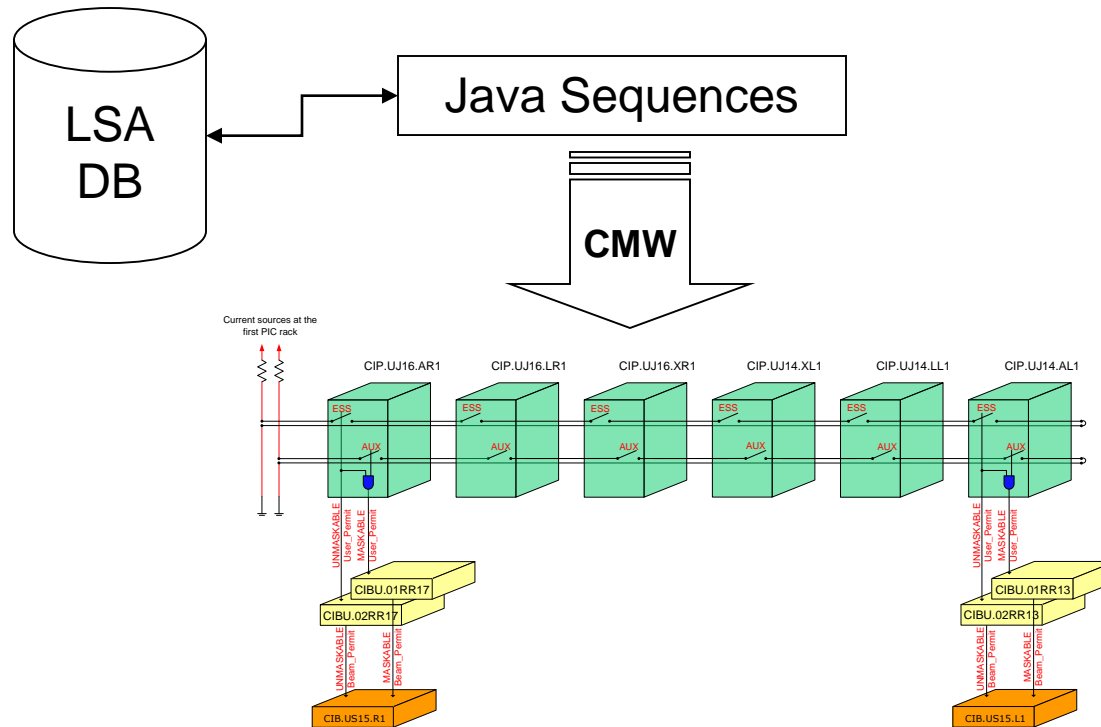 LSA
DB
Java Sequences
CMW
Current sources at the
first PIC rack
CIP.UJ16.AR1
CIP.UJ16.LR1
CIP.UJ16.XR1
CIP.UJ14.XL1
CIP.UJ14.LL1
CIP.UJ14.AL1
ESS
ESS
ESS
ESS
ESS
ESS
AUX
AUX
AUX
AUX
AUX
AUX
UNMASKABLE
User_Permit
MASKABLE
User_Permit
UNMASKABLE
User_Permit
MASKABLE
User_Permit
CIBU.01RR17
CIBU.02RR17
CIBU.01RR13
CIBU.02RR13
UNMASKABLE
Beam_Permit
MASKABLE
Beam_Permit
UNMASKABLE
Beam_Permit
MASKABLE
Beam_Permit
CIB.US15.R1
CIB.US15.L1